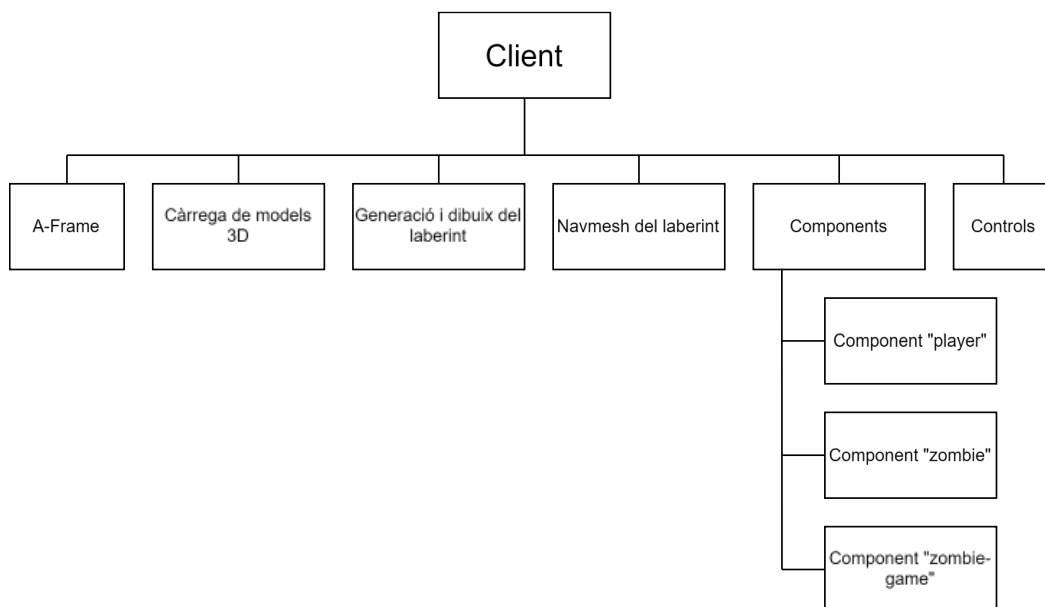 Client
A-Frame
Càrrega de models
3D
Generació i dibuix del
laberint
Navmesh del laberint
Components
Controls
Component "player"
Component "zombie"
Component "zombie-
game"